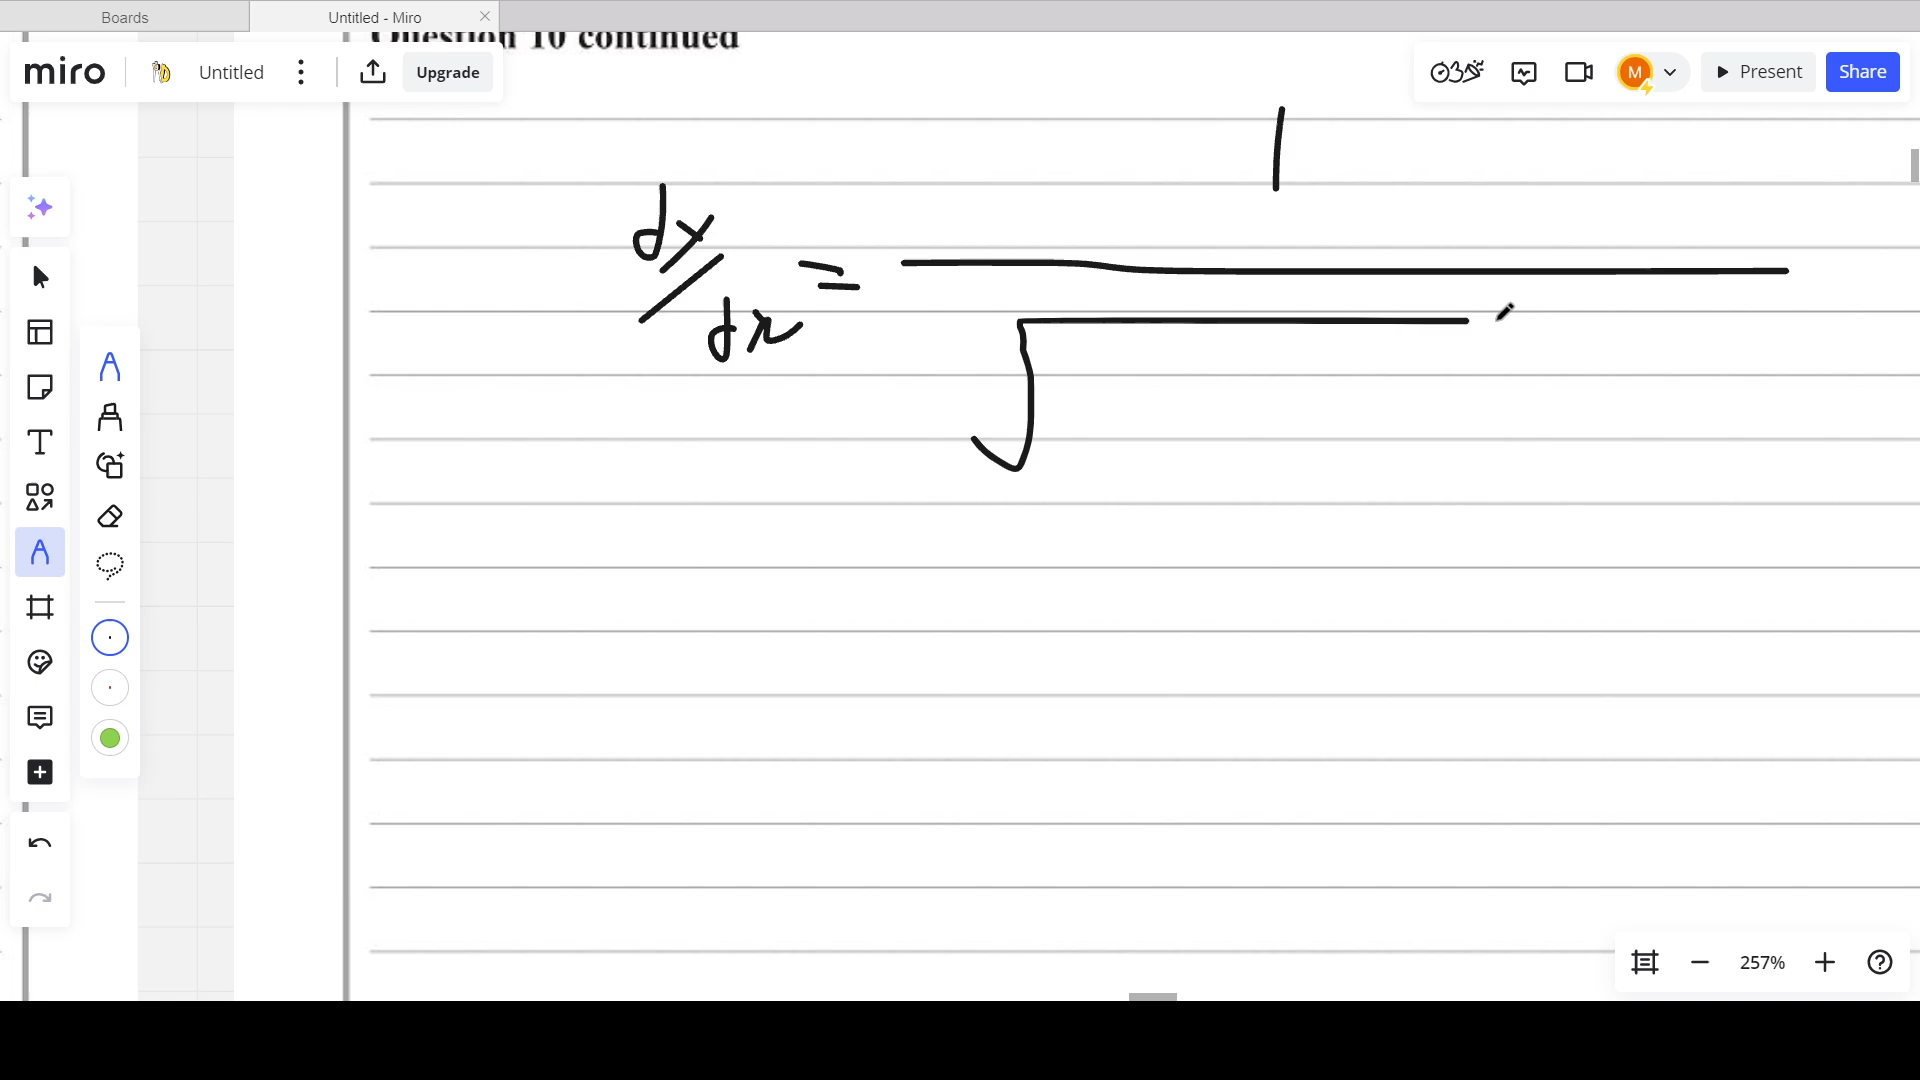 Boards
Untitled - Miro
Question 10 continued
miro
Untitled
Upgrade
M
Present
Share
1
dy/dx = √
257%